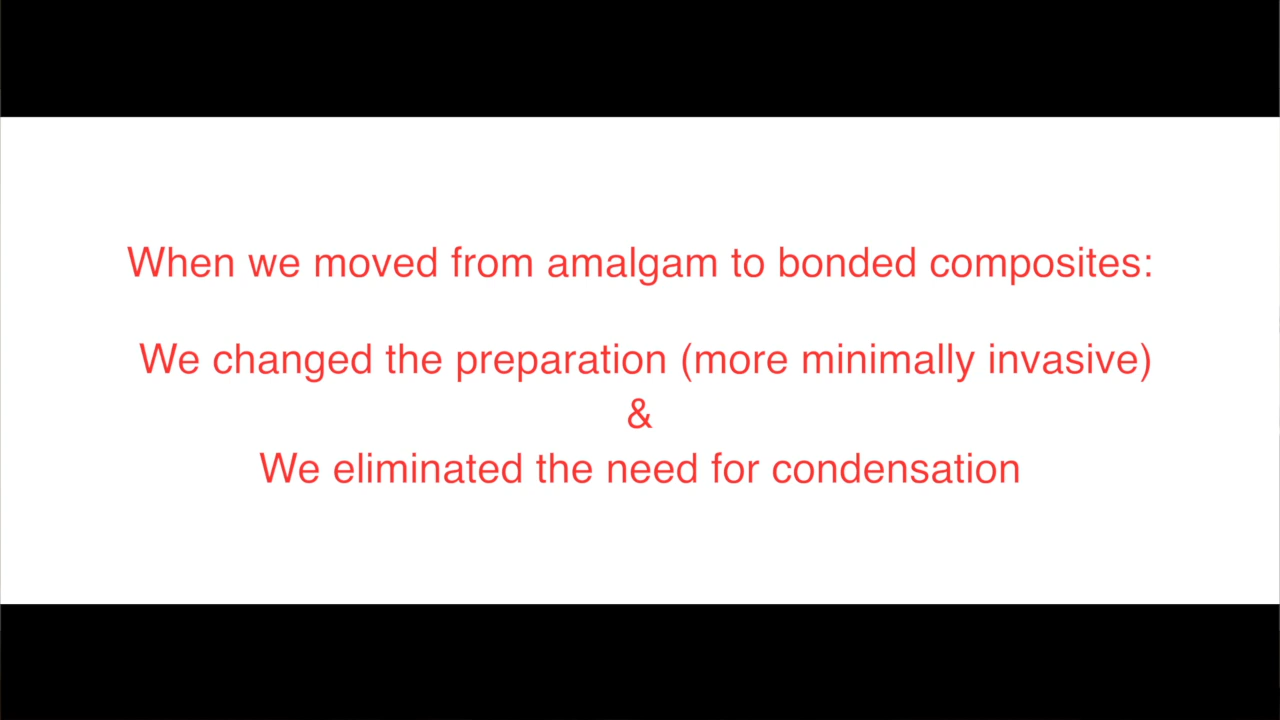 When we moved from amalgam to bonded composites:
We changed the preparation (more minimally invasive)
&
We eliminated the need for condensation